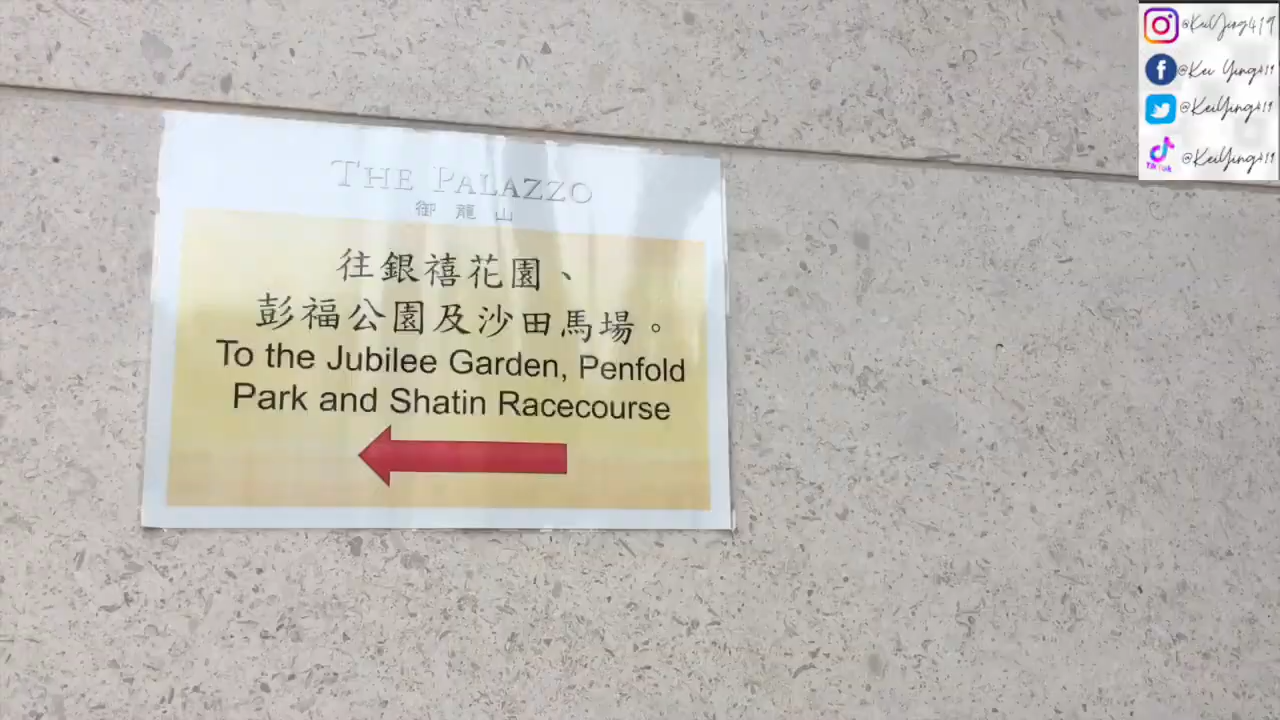 THE PALAZZO
御龍山
往銀禧花園、
彭福公園及沙田馬場。
To the Jubilee Garden, Penfold
Park and Shatin Racecourse
@KeiYing419
@Kei Ying419
@KeiYing419
TikTok
@KeiYing419